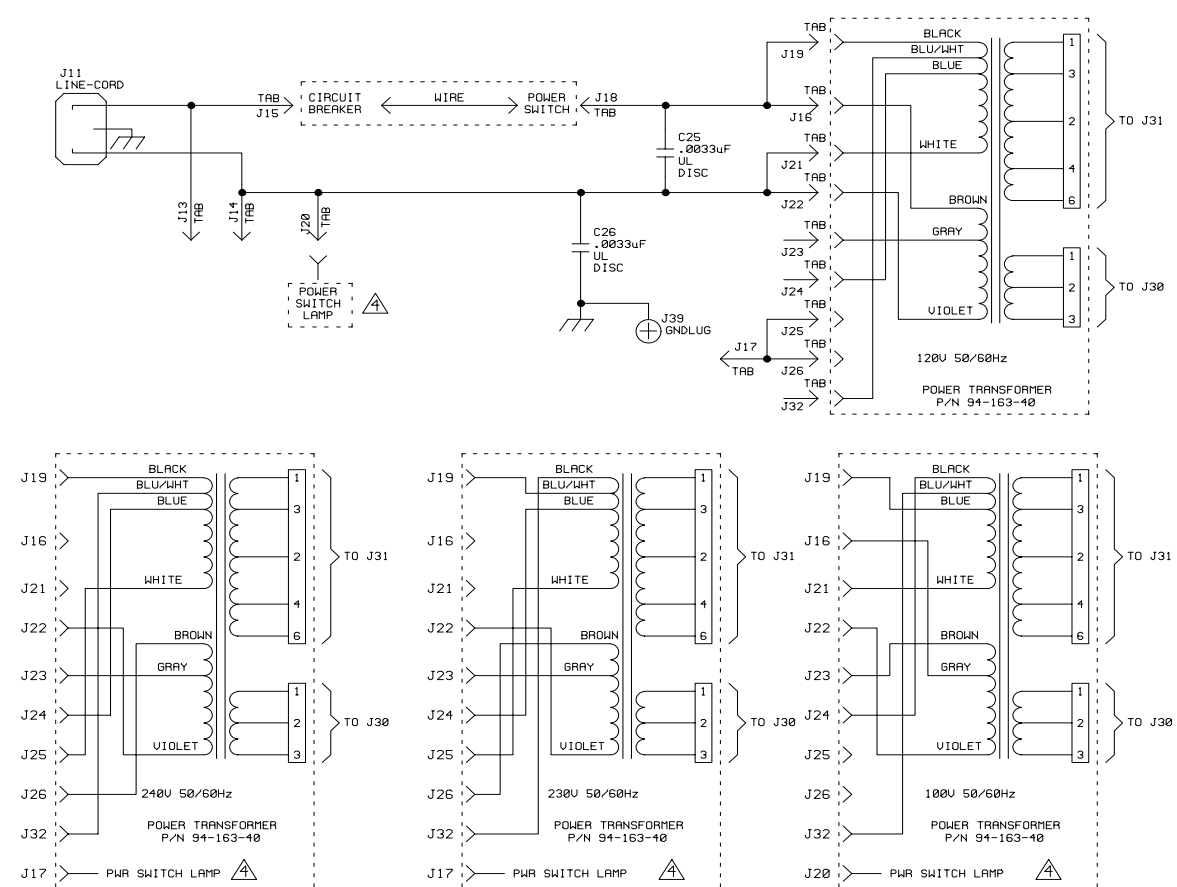 J11
LINE-CORD
TAB
J15
CIRCUIT
BREAKER
WIRE
POWER
SWITCH
J18
TAB
J13
TAB
J14
TAB
J20
TAB
POWER
SWITCH
LAMP
4
C25
.0033uF
UL
DISC
C26
.0033uF
UL
DISC
J39
GNDLUG
J17
TAB
TAB
J19
TAB
J16
TAB
J21
TAB
J22
TAB
J23
TAB
J24
TAB
J25
TAB
J26
TAB
J32
BLACK
BLU/WHT
BLUE
WHITE
BROWN
GRAY
VIOLET
1
3
2
4
6
TO J31
1
2
3
TO J30
120V 50/60Hz
POWER TRANSFORMER
P/N 94-163-40
J19
J16
J21
J22
J23
J24
J25
J26
J32
J17
BLACK
BLU/WHT
BLUE
WHITE
BROWN
GRAY
VIOLET
1
3
2
4
6
TO J31
1
2
3
TO J30
240V 50/60Hz
POWER TRANSFORMER
P/N 94-163-40
PWR SWITCH LAMP
4
J19
J16
J21
J22
J23
J24
J25
J26
J32
J17
BLACK
BLU/WHT
BLUE
WHITE
BROWN
GRAY
VIOLET
1
3
2
4
6
TO J31
1
2
3
TO J30
230V 50/60Hz
POWER TRANSFORMER
P/N 94-163-40
PWR SWITCH LAMP
4
J19
J16
J21
J22
J23
J24
J25
J26
J32
J20
BLACK
BLU/WHT
BLUE
WHITE
BROWN
GRAY
VIOLET
1
3
2
4
6
TO J31
1
2
3
TO J30
100V 50/60Hz
POWER TRANSFORMER
P/N 94-163-40
PWR SWITCH LAMP
4